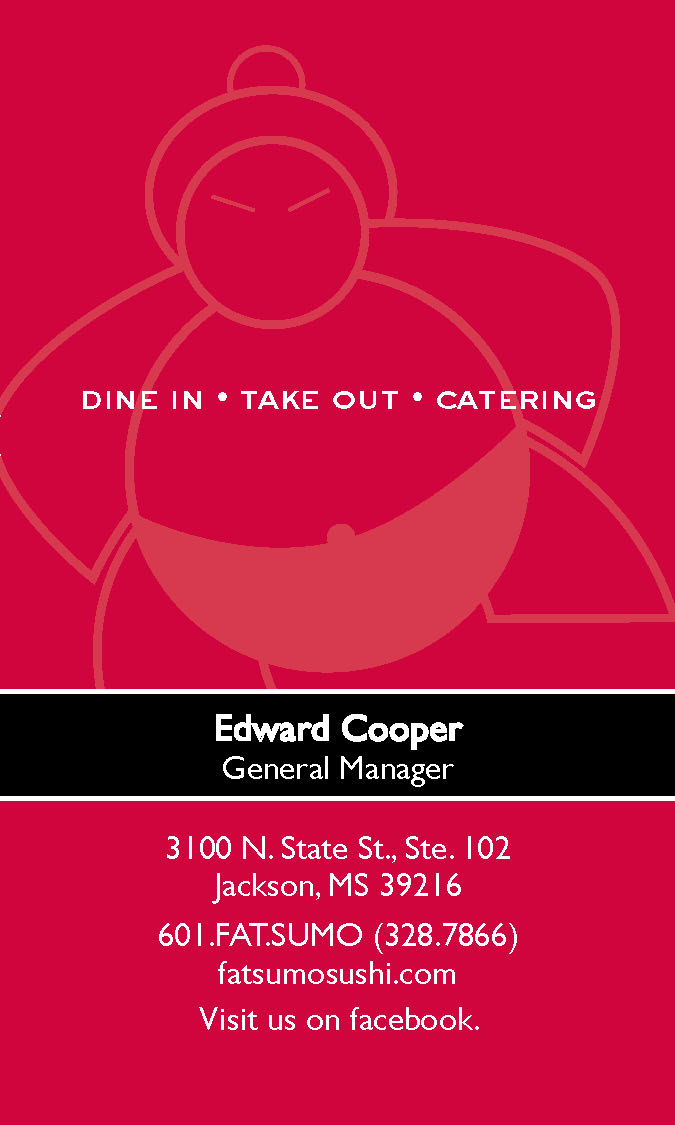 DINE IN • TAKE OUT • CATERING
Edward Cooper
General Manager
3100 N. State St., Ste. 102
Jackson, MS 39216
601.FAT.SUMO (328.7866)
fatsumosushi.com
Visit us on facebook.